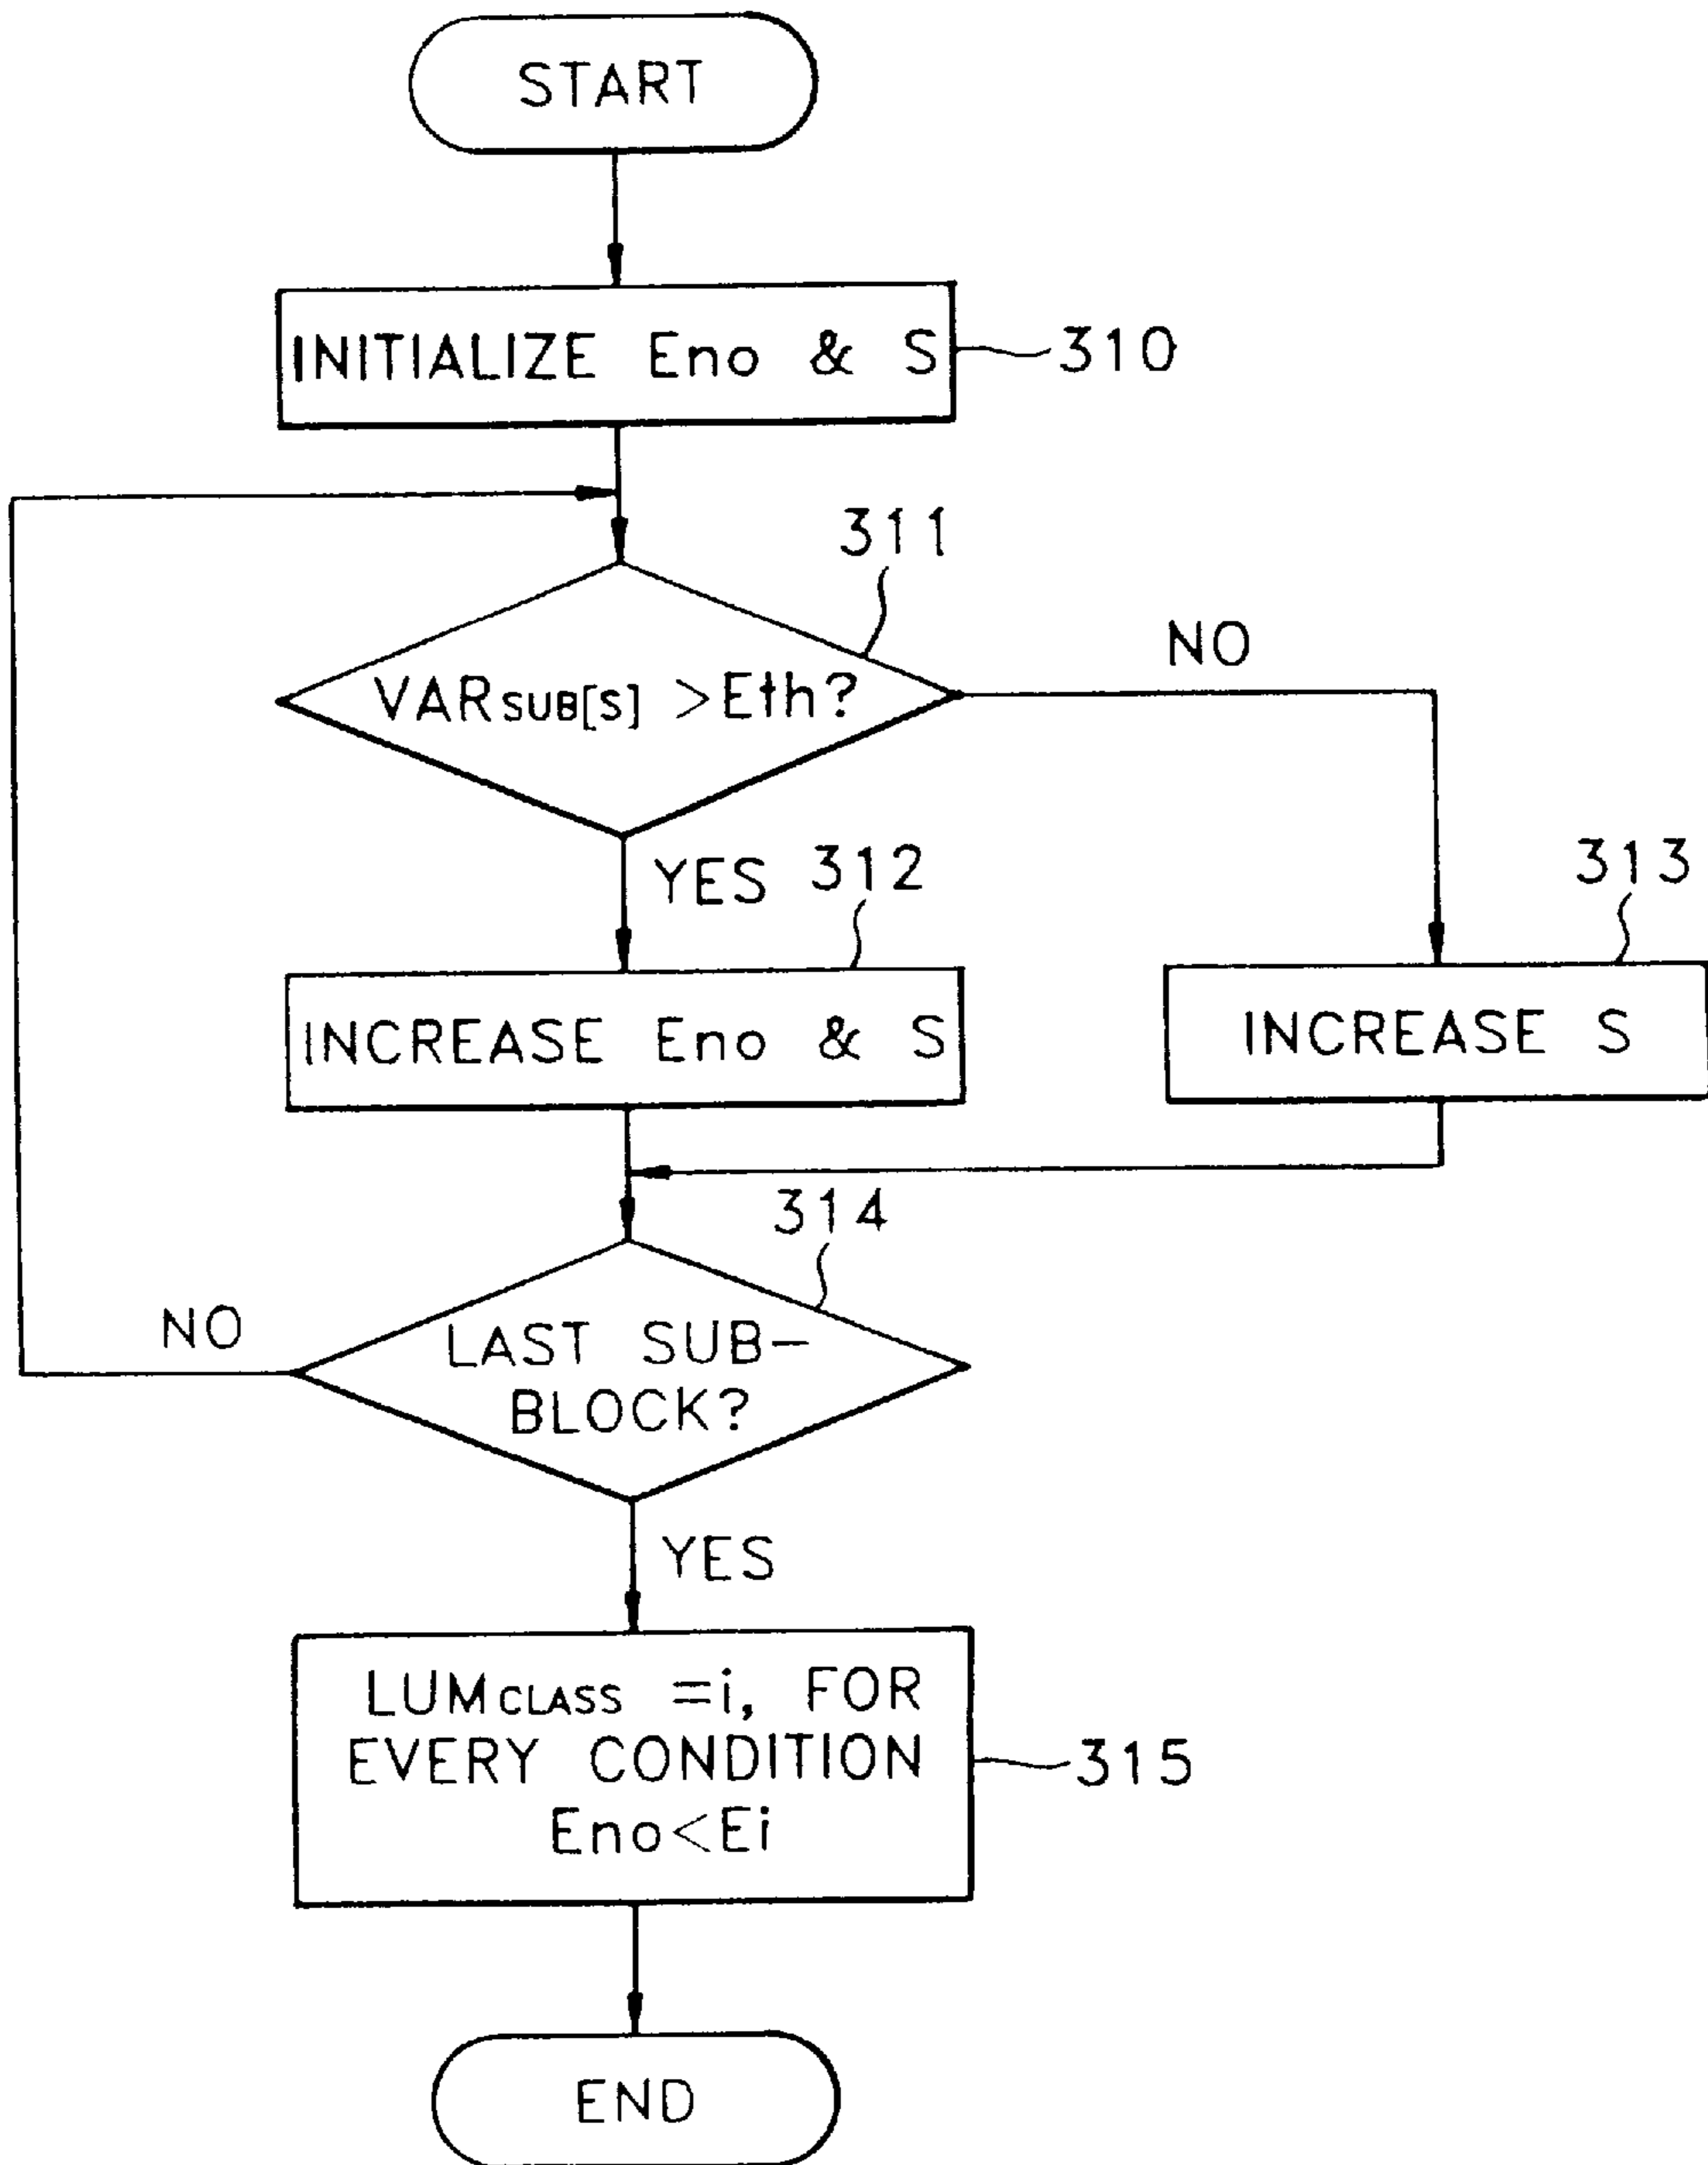 START
INITIALIZE Eno & S
310
311
VARSUB[S] >Eth?
NO
YES
312
313
INCREASE Eno & S
INCREASE S
314
NO
LAST SUB-
BLOCK?
YES
LUMCLASS =i, FOR
EVERY CONDITION
Eno<Ei
315
END